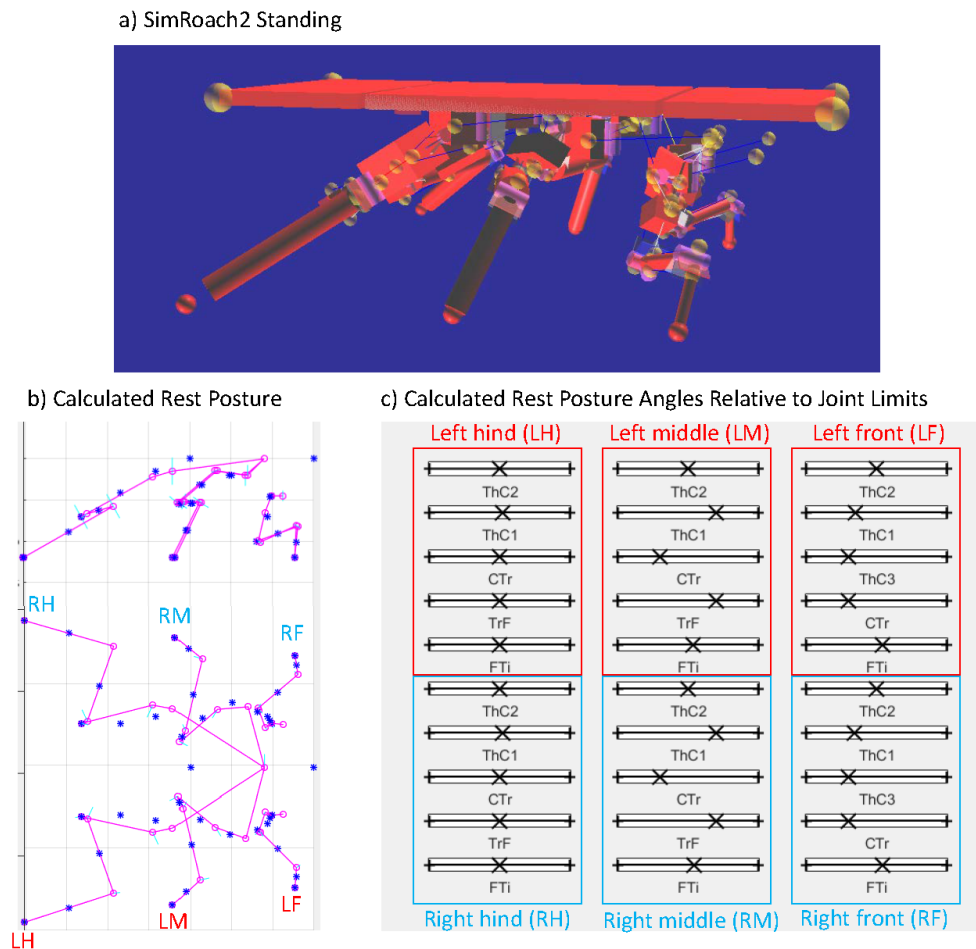 a) SimRoach2 Standing
b) Calculated Rest Posture
c) Calculated Rest Posture Angles Relative to Joint Limits
RH
RM
RF
LH
LM
LF
Left hind (LH)
ThC2
ThC1
CTr
TrF
FTi
Left middle (LM)
ThC2
ThC1
CTr
TrF
FTi
Left front (LF)
ThC2
ThC1
ThC3
CTr
FTi
ThC2
ThC1
CTr
TrF
FTi
Right hind (RH)
ThC2
ThC1
CTr
TrF
FTi
Right middle (RM)
ThC2
ThC1
ThC3
CTr
FTi
Right front (RF)